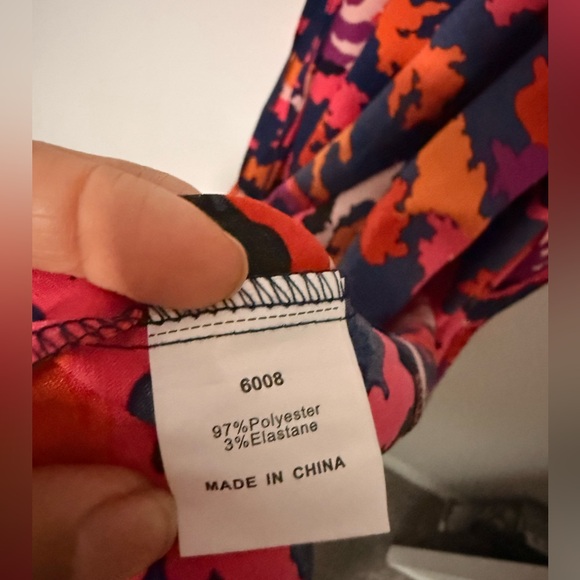 6008
97%Polyester
3%Elastane
MADE IN CHINA